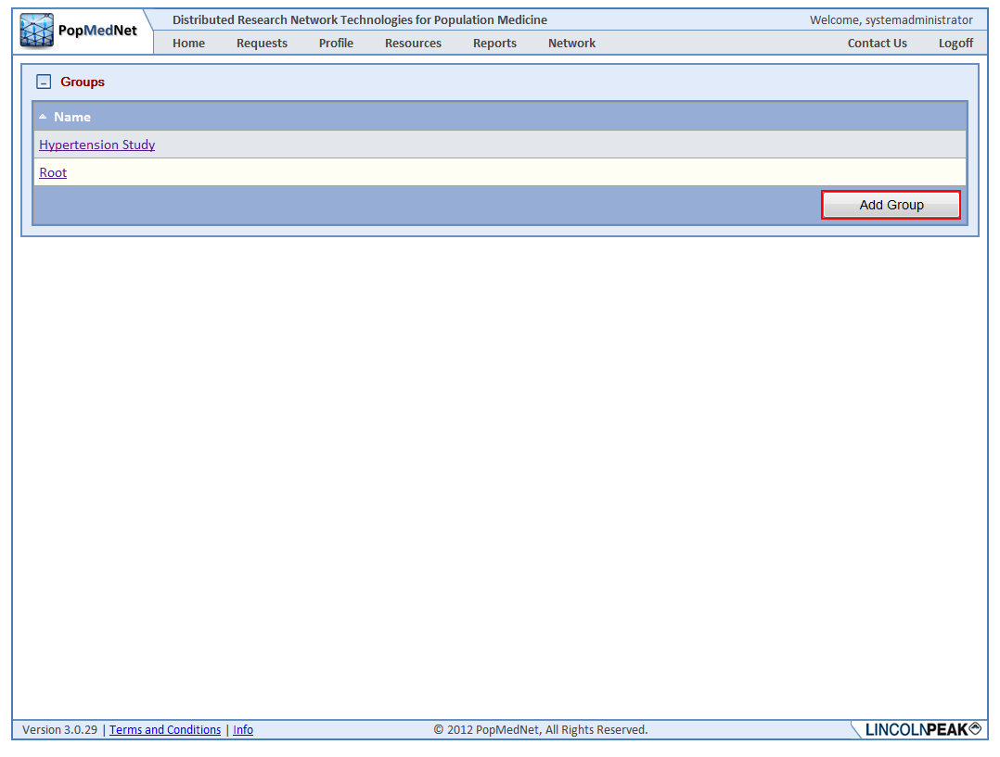 PopMedNet
Distributed Research Network Technologies for Population Medicine
Welcome, systemadministrator
Home Requests Profile Resources Reports Network Contact Us Logoff
Groups
Name
Hypertension Study
Root
Add Group
Version 3.0.29 | Terms and Conditions | Info
© 2012 PopMedNet, All Rights Reserved.
LINCOLNPEAK